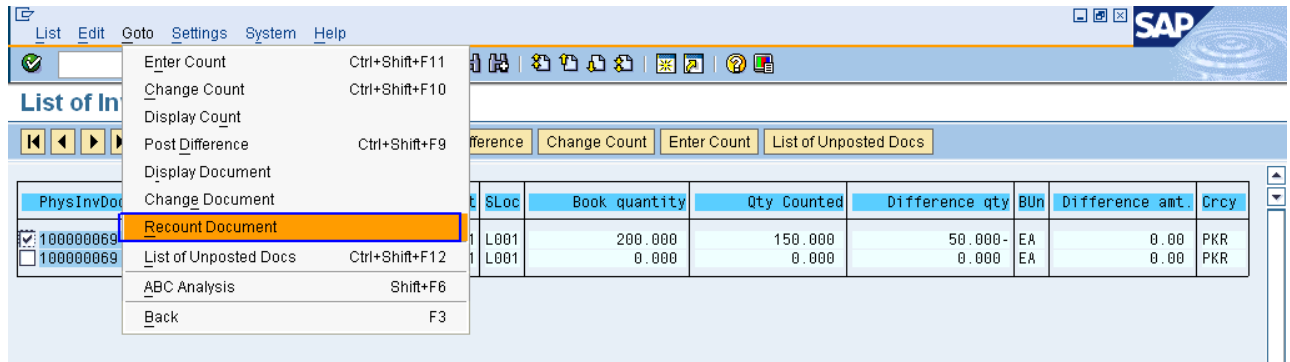 SAP
List Edit Goto Settings System Help
Enter Count Ctrl+Shift+F11
Change Count Ctrl+Shift+F10
Display Count
Post Difference Ctrl+Shift+F9
Display Document
Change Document
Recount Document
List of Unposted Docs Ctrl+Shift+F12
ABC Analysis Shift+F6
Back F3
List of In
fference Change Count Enter Count List of Unposted Docs
PhysInvDo t SLoc Book quantity Qty Counted Difference qty BUn Difference amt. Crcy
100000069 1 L001 200.000 150.000 50.000- EA 0.00 PKR
100000069 1 L001 0.000 0.000 0.000 EA 0.00 PKR